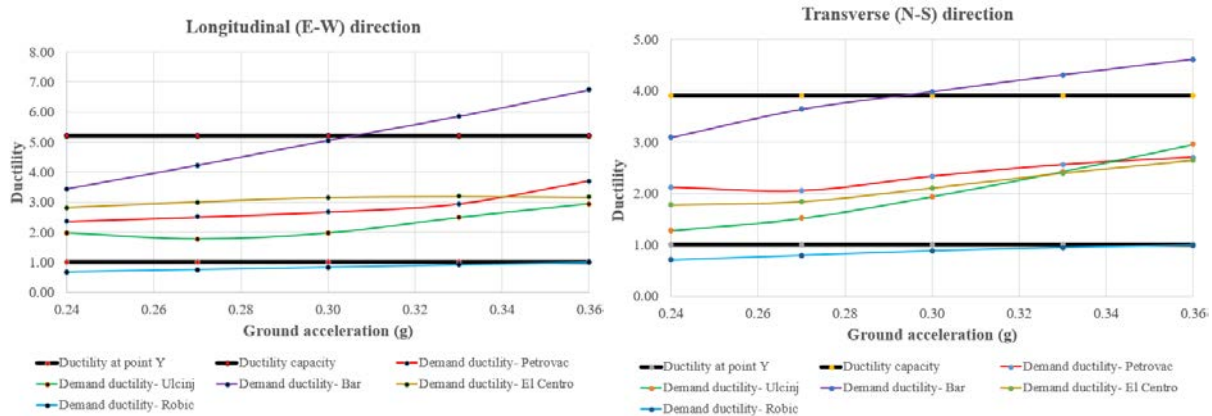 Longitudinal (E-W) direction
8.00
7.00
6.00
5.00
4.00
3.00
2.00
1.00
0.00
Ductility
0.24
0.26
0.28
0.30
0.32
0.34
0.36
Ground acceleration (g)
Ductility at point Y
Ductility capacity
Demand ductility- Petrovac
Demand ductility- Ulcinj
Demand ductility- Bar
Demand ductility- El Centro
Demand ductility- Robic
Transverse (N-S) direction
5.00
4.00
3.00
2.00
1.00
0.00
Ductility
0.24
0.26
0.28
0.30
0.32
0.34
0.36
Ground acceleration (g)
Ductility at point Y
Ductility capacity
Demand ductility- Petrovac
Demand ductility- Ulcinj
Demand ductility- Bar
Demand ductility- El Centro
Demand ductility- Robic